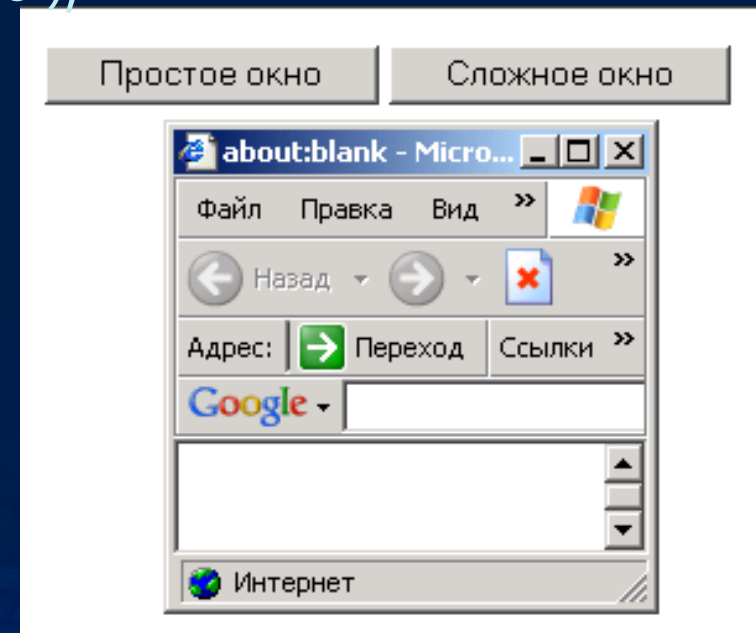 Простое окно
Сложное окно
about:blank - Micro...
Файл Правка Вид »
Назад »
Адрес: Переход Ссылки »
Google
Интернет